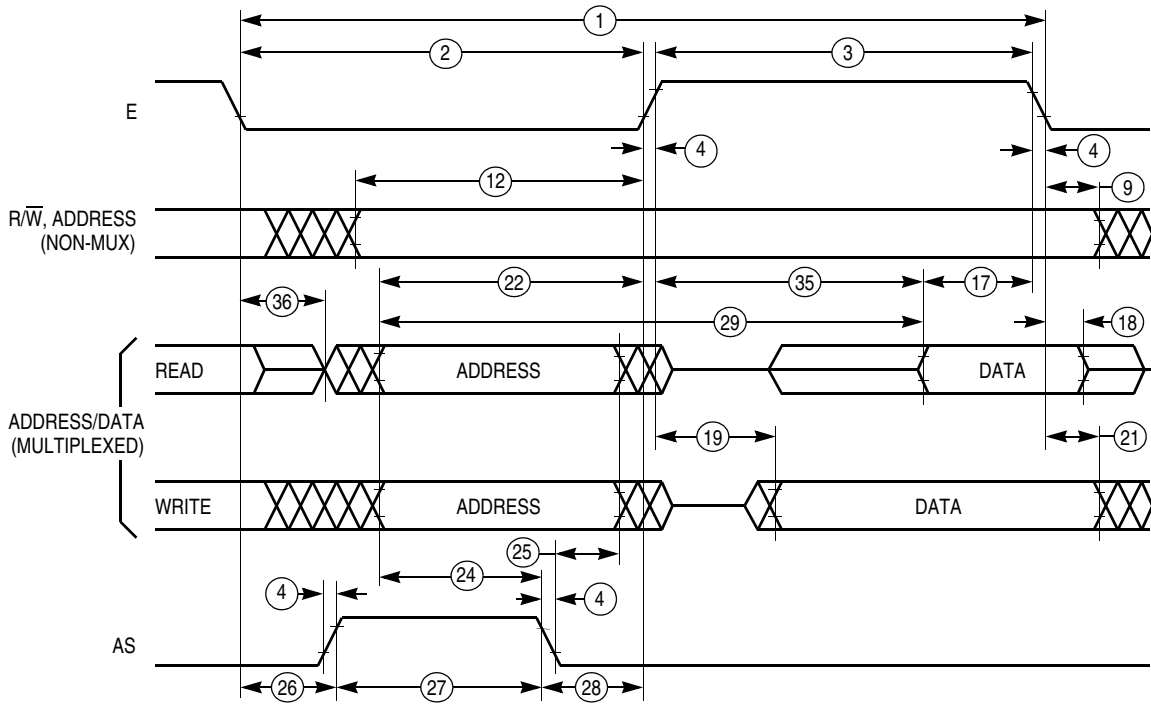 1
2
3
E
4
4
12
9
R/W̅, ADDRESS
(NON-MUX)
22
35
17
36
29
18
READ
ADDRESS
DATA
ADDRESS/DATA
(MULTIPLEXED)
19
21
WRITE
ADDRESS
DATA
25
24
4
4
AS
26
27
28